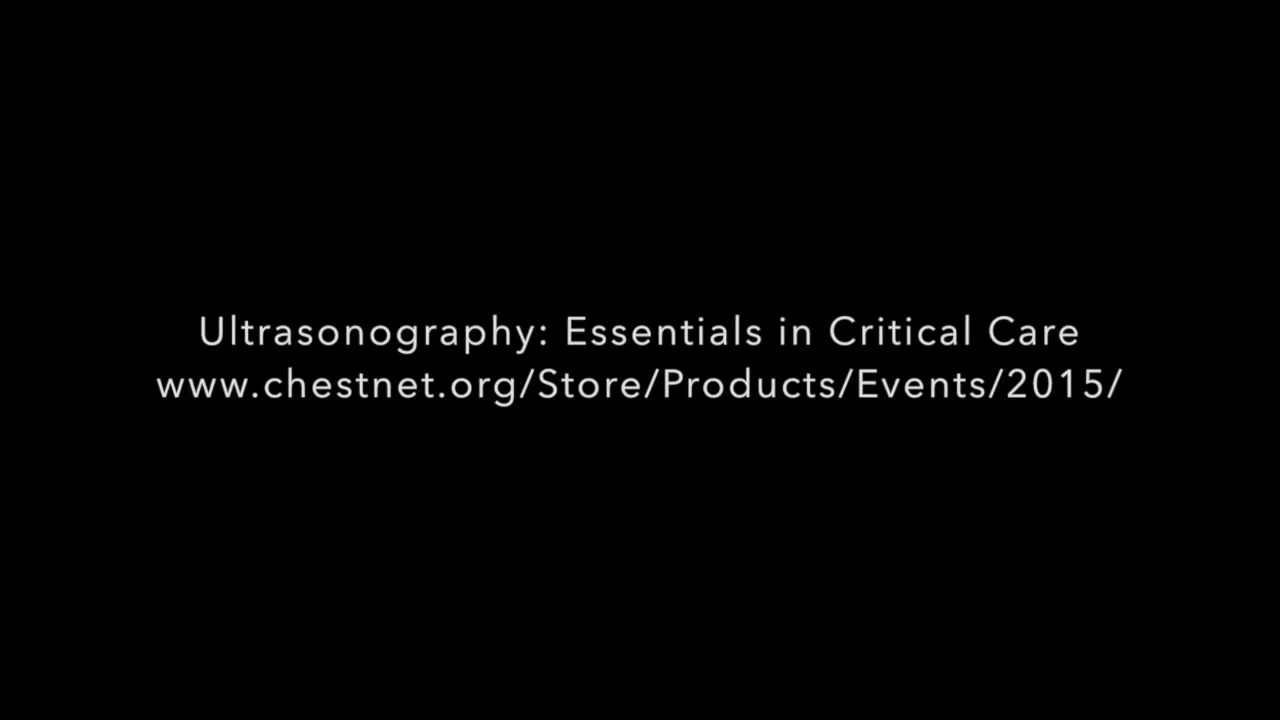 Ultrasonography: Essentials in Critical Care
www.chestnet.org/Store/Products/Events/2015/